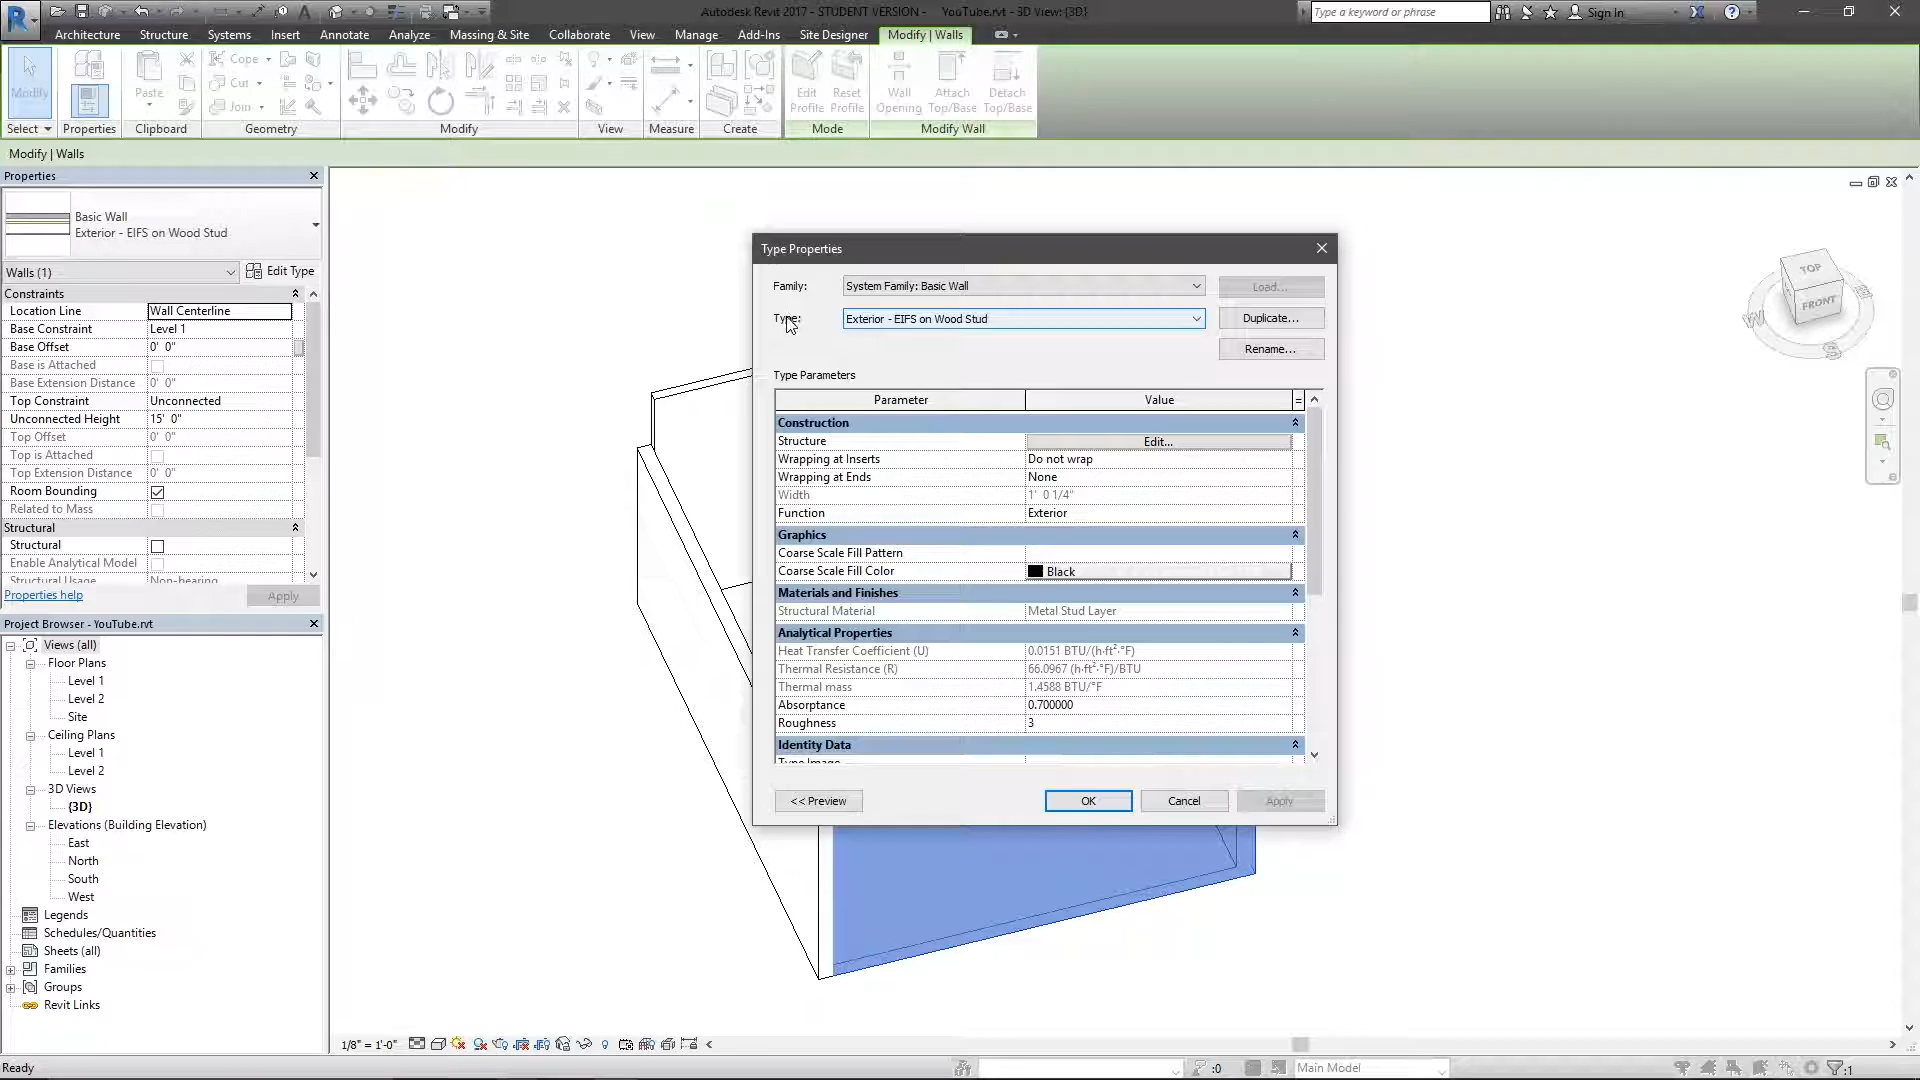 Autodesk Revit 2017 - STUDENT VERSION - YouTube.rvt - 3D View: {3D}
Type a keyword or phrase
Sign In
Architecture Structure Systems Insert Annotate Analyze Massing & Site Collaborate View Manage Add-Ins Site Designer Modify | Walls
Modify Paste Cope Cut Join Edit Profile Reset Profile Wall Opening Attach Top/Base Detach Top/Base
Select Properties Clipboard Geometry Modify View Measure Create Mode Modify Wall
Modify | Walls
Properties
Basic Wall
Exterior - EIFS on Wood Stud
Walls (1) Edit Type
Constraints
Location Line Wall Centerline
Base Constraint Level 1
Base Offset 0' 0"
Base is Attached
Base Extension Distance 0' 0"
Top Constraint Unconnected
Unconnected Height 15' 0"
Top Offset 0' 0"
Top is Attached
Top Extension Distance 0' 0"
Room Bounding
Related to Mass
Structural
Structural
Enable Analytical Model
Structural Usage Non-bearing
Properties help Apply
Project Browser - YouTube.rvt
Views (all)
Floor Plans
Level 1
Level 2
Site
Ceiling Plans
Level 1
Level 2
3D Views
{3D}
Elevations (Building Elevation)
East
North
South
West
Legends
Schedules/Quantities
Sheets (all)
Families
Groups
Revit Links
Type Properties
Family: System Family: Basic Wall Load...
Type: Exterior - EIFS on Wood Stud Duplicate...
Rename...
Type Parameters
Parameter Value =
Construction
Structure Edit...
Wrapping at Inserts Do not wrap
Wrapping at Ends None
Width 1' 0 1/4"
Function Exterior
Graphics
Coarse Scale Fill Pattern
Coarse Scale Fill Color Black
Materials and Finishes
Structural Material Metal Stud Layer
Analytical Properties
Heat Transfer Coefficient (U) 0.0151 BTU/(h·ft²·°F)
Thermal Resistance (R) 66.0967 (h·ft²·°F)/BTU
Thermal mass 1.4588 BTU/°F
Absorptance 0.700000
Roughness 3
Identity Data
Type Image
<< Preview OK Cancel Apply
TOP
FRONT
W
S
E
1/8" = 1'-0"
Ready :0 Main Model :1